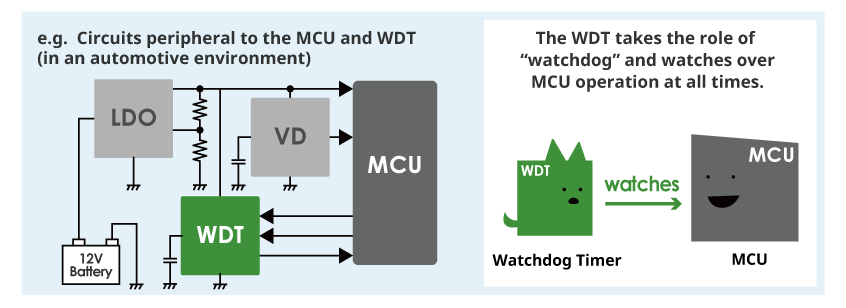 e.g.  Circuits peripheral to the MCU and WDT
(in an automotive environment)
LDO
VD
MCU
WDT
12V
Battery
The WDT takes the role of
“watchdog” and watches over
MCU operation at all times.
WDT
watches
MCU
Watchdog Timer
MCU